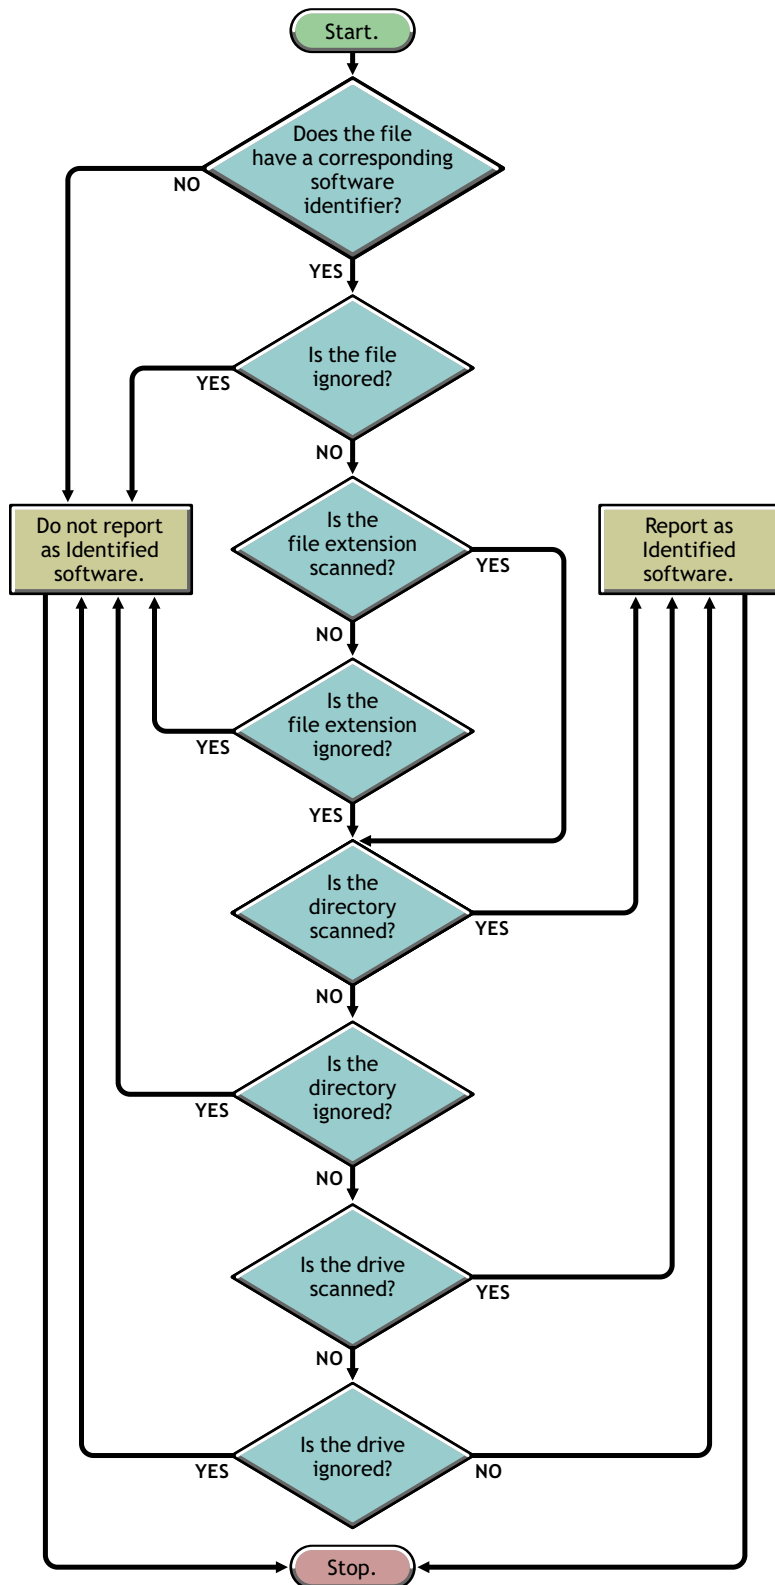 Start.
Does the file
have a corresponding
software
identifier?
NO
YES
Is the file
ignored?
YES
NO
Do not report
as Identified
software.
Is the
file extension
scanned?
YES
Report as
Identified
software.
NO
Is the
file extension
ignored?
YES
YES
Is the
directory
scanned?
YES
NO
Is the
directory
ignored?
YES
NO
Is the drive
scanned?
YES
NO
Is the drive
ignored?
YES
NO
Stop.